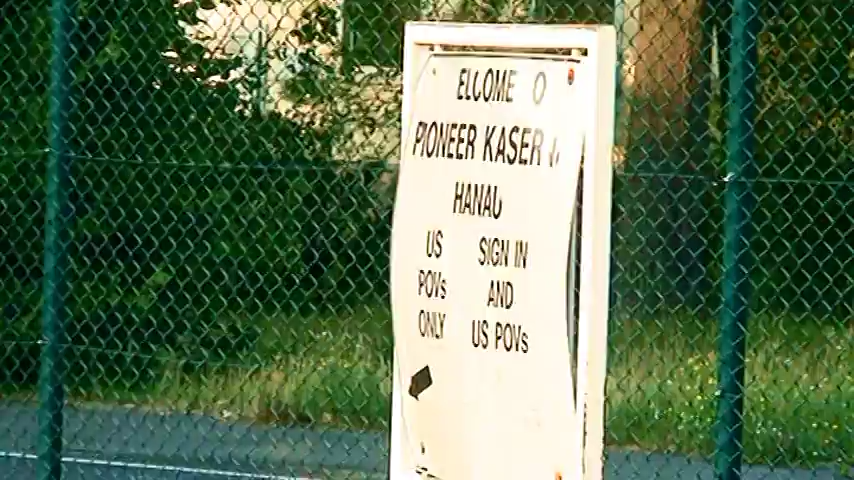 ELCOME O
PIONEER KASER
HANAU
US SIGN IN
POVs AND
ONLY US POVs